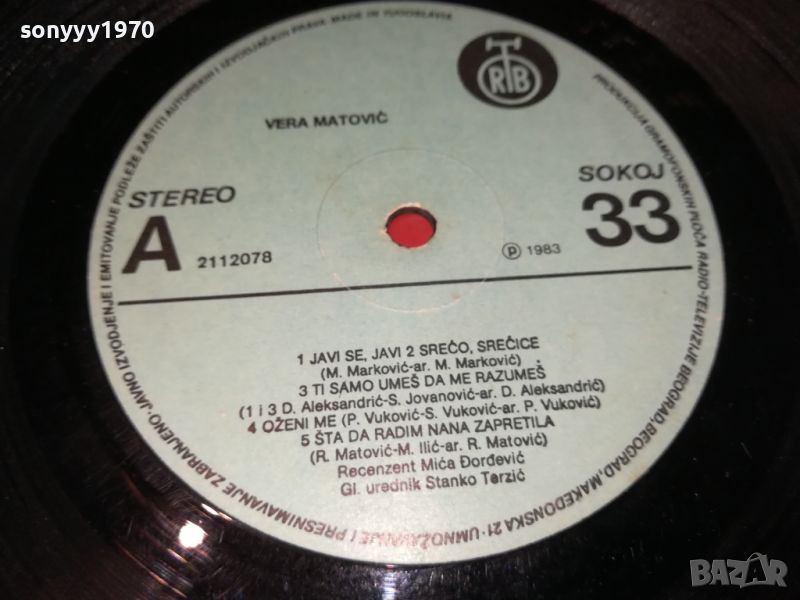 sonyyy1970
PRODUKCIJA GRAMOFONSKIH PLOČA RADIO-TELEVIZIJE BEOGRAD, BEOGRAD, MAKEDONSKA 21 · UMNOŽAVANJE I PRESNIMAVANJE ZABRANJENO · JAVNO IZVODJENJE I EMITOVANJE PODLEŽE ZAŠTITI AUTORSKIH I IZVODJAČKIH PRAVA. MADE IN YUGOSLAVIA
RTB
VERA MATOVIĆ
STEREO
SOKOJ
A
33
2112078
℗ 1983
1 JAVI SE, JAVI 2 SREĆO, SREĆICE
(M. Marković-ar. M. Marković)
3 TI SAMO UMEŠ DA ME RAZUMEŠ
(1 i 3 D. Aleksandrić-S. Jovanović-ar. D. Aleksandrić)
4 OŽENI ME (P. Vuković-S. Vuković-ar. P. Vuković)
5 ŠTA DA RADIM NANA ZAPRETILA
(R. Matović-M. Ilić-ar. R. Matović)
Recenzent Mića Đorđević
Gl. urednik Stanko Terzić
BAZAR